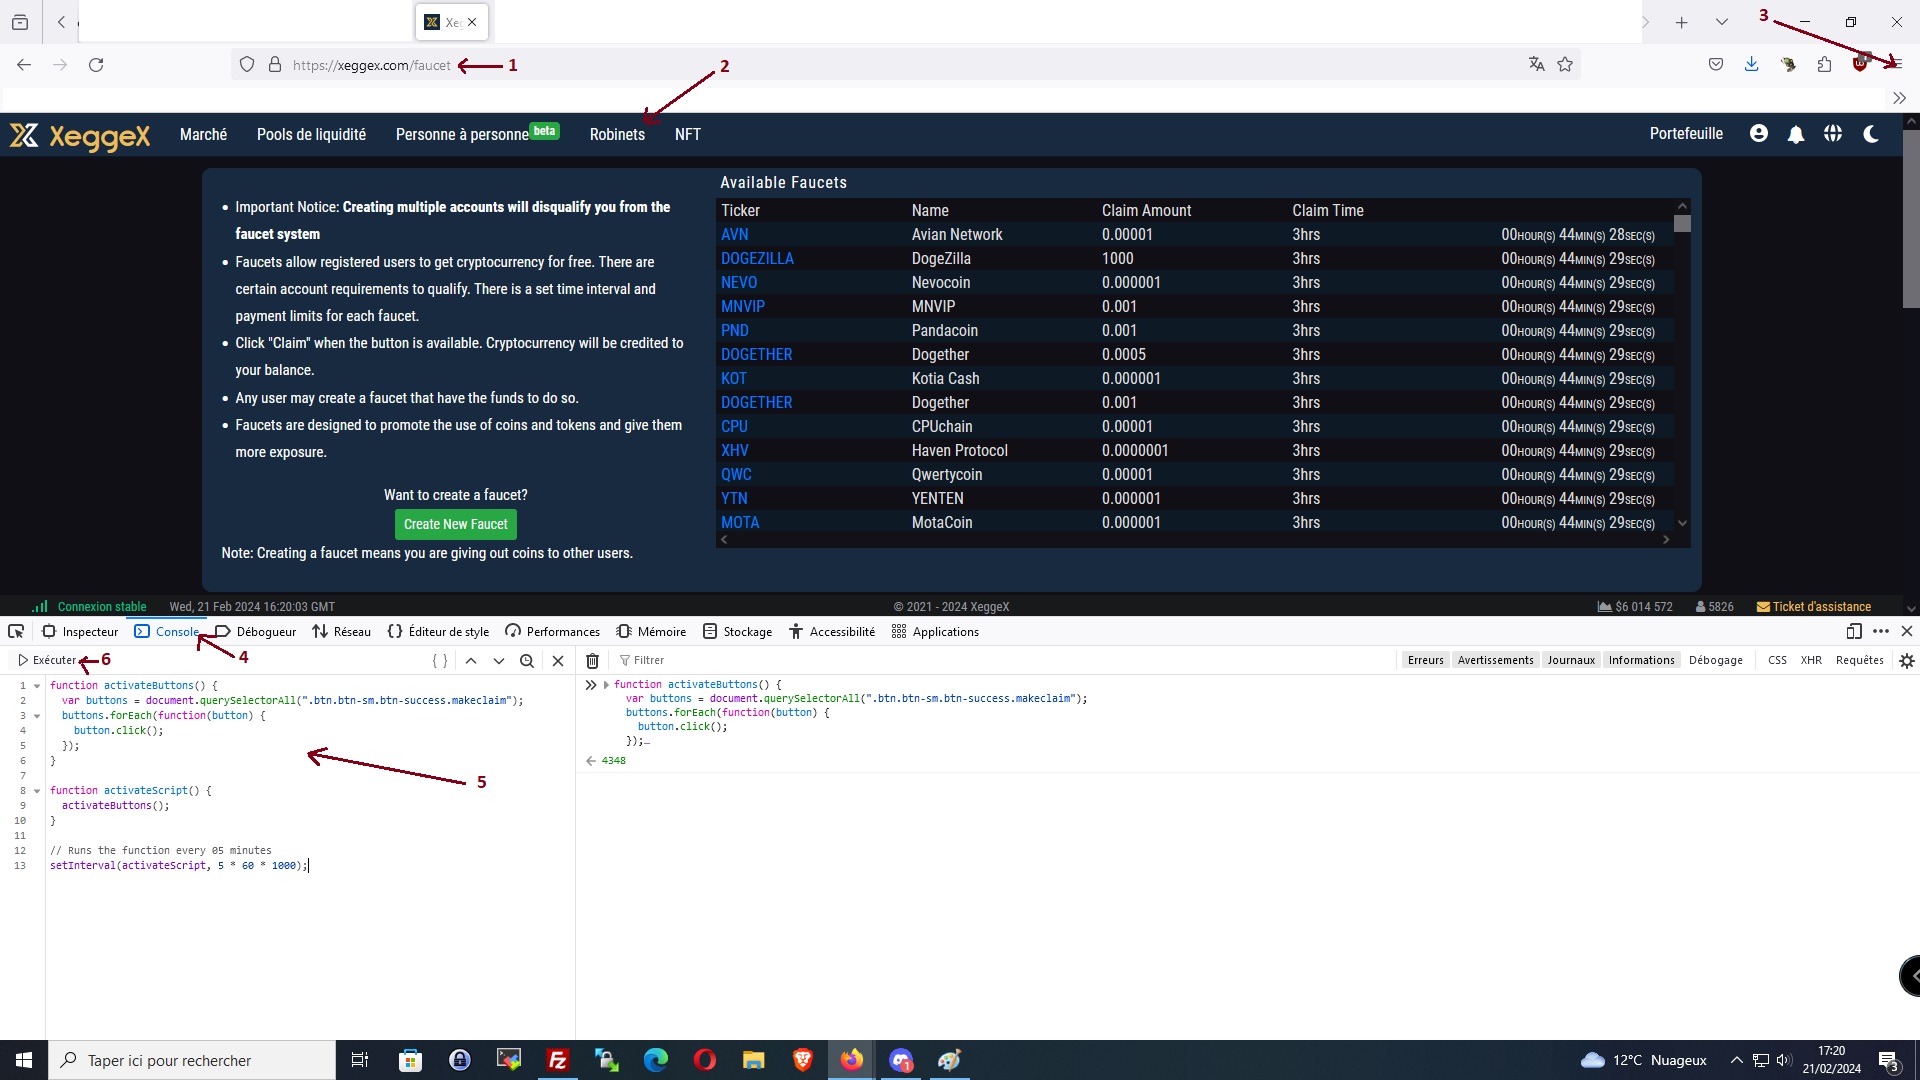 Xe
3
https://xeggex.com/faucet
1
2
XeggeX
Marché
Pools de liquidité
Personne à personne beta
Robinets
NFT
Portefeuille
Important Notice: Creating multiple accounts will disqualify you from the
faucet system
Faucets allow registered users to get cryptocurrency for free. There are
certain account requirements to qualify. There is a set time interval and
payment limits for each faucet.
Click "Claim" when the button is available. Cryptocurrency will be credited to
your balance.
Any user may create a faucet that have the funds to do so.
Faucets are designed to promote the use of coins and tokens and give them
more exposure.
Want to create a faucet?
Create New Faucet
Note: Creating a faucet means you are giving out coins to other users.
Available Faucets
Ticker Name Claim Amount Claim Time
AVN Avian Network 0.00001 3hrs 00HOUR(S) 44MIN(S) 28SEC(S)
DOGEZILLA DogeZilla 1000 3hrs 00HOUR(S) 44MIN(S) 29SEC(S)
NEVO Nevocoin 0.000001 3hrs 00HOUR(S) 44MIN(S) 29SEC(S)
MNVIP MNVIP 0.001 3hrs 00HOUR(S) 44MIN(S) 29SEC(S)
PND Pandacoin 0.001 3hrs 00HOUR(S) 44MIN(S) 29SEC(S)
DOGETHER Dogether 0.0005 3hrs 00HOUR(S) 44MIN(S) 29SEC(S)
KOT Kotia Cash 0.000001 3hrs 00HOUR(S) 44MIN(S) 29SEC(S)
DOGETHER Dogether 0.001 3hrs 00HOUR(S) 44MIN(S) 29SEC(S)
CPU CPUchain 0.00001 3hrs 00HOUR(S) 44MIN(S) 29SEC(S)
XHV Haven Protocol 0.0000001 3hrs 00HOUR(S) 44MIN(S) 29SEC(S)
QWC Qwertycoin 0.00001 3hrs 00HOUR(S) 44MIN(S) 29SEC(S)
YTN YENTEN 0.000001 3hrs 00HOUR(S) 44MIN(S) 29SEC(S)
MOTA MotaCoin 0.000001 3hrs 00HOUR(S) 44MIN(S) 29SEC(S)
Connexion stable Wed, 21 Feb 2024 16:20:03 GMT © 2021 - 2024 XeggeX $6 014 572 5826 Ticket d'assistance
Inspecteur Console Débogueur Réseau Éditeur de style Performances Mémoire Stockage Accessibilité Applications
4
Exécuter
6
Filtrer
Erreurs Avertissements Journaux Informations Débogage CSS XHR Requêtes
1 function activateButtons() {
2 var buttons = document.querySelectorAll(".btn.btn-sm.btn-success.makeclaim");
3 buttons.forEach(function(button) {
4 button.click();
5 });
6 }
7
8 function activateScript() {
9 activateButtons();
10 }
11
12 // Runs the function every 05 minutes
13 setInterval(activateScript, 5 * 60 * 1000);
5
function activateButtons() {
var buttons = document.querySelectorAll(".btn.btn-sm.btn-success.makeclaim");
buttons.forEach(function(button) {
button.click();
});…
4348
Taper ici pour rechercher
1
12°C Nuageux
17:20
21/02/2024
3